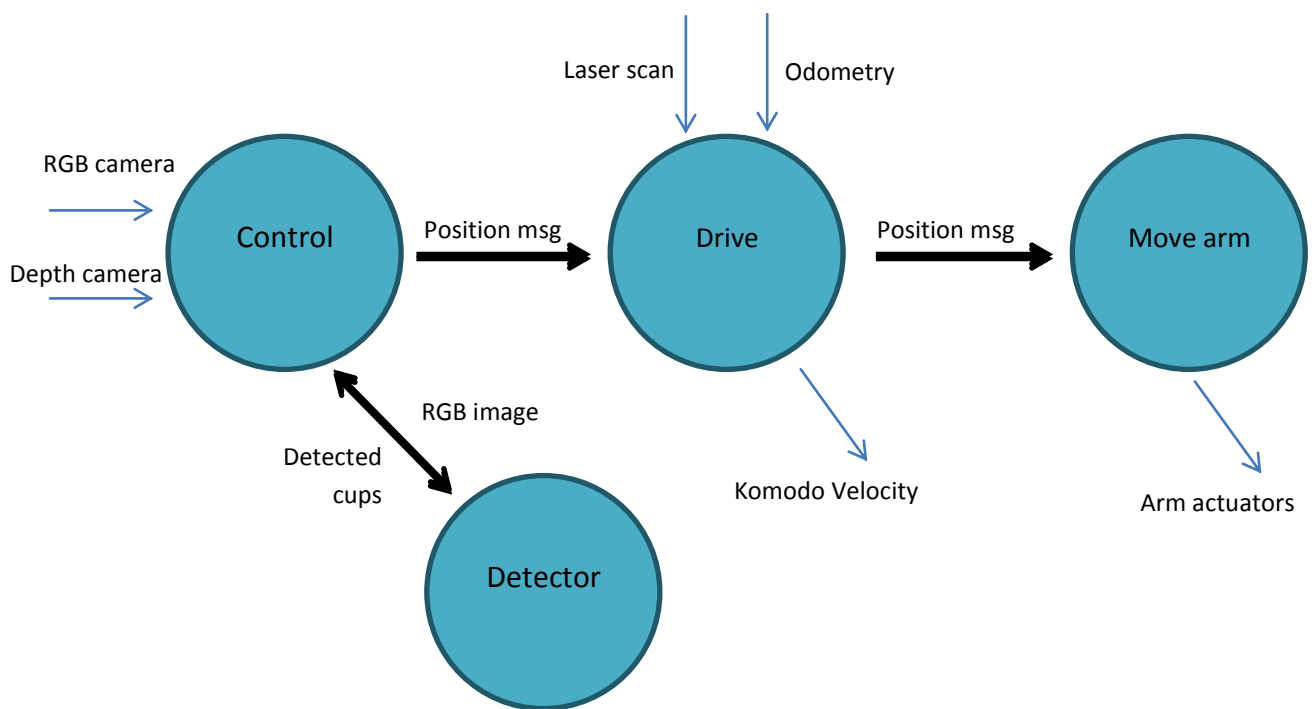 Laser scan
Odometry
RGB camera
Depth camera
Control
Position msg
Drive
Position msg
Move arm
RGB image
Detected
cups
Komodo Velocity
Arm actuators
Detector